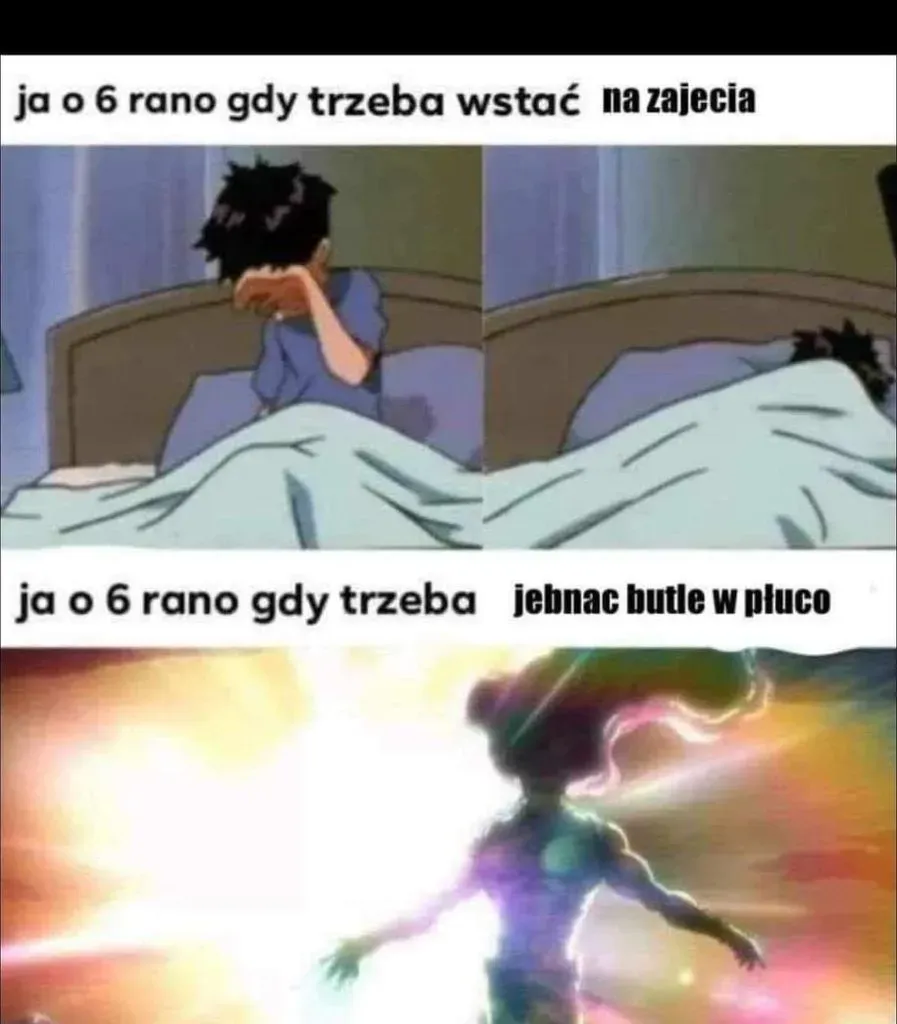 ja o 6 rano gdy trzeba wstać na zajecia
ja o 6 rano gdy trzeba jebnac butle w płuco